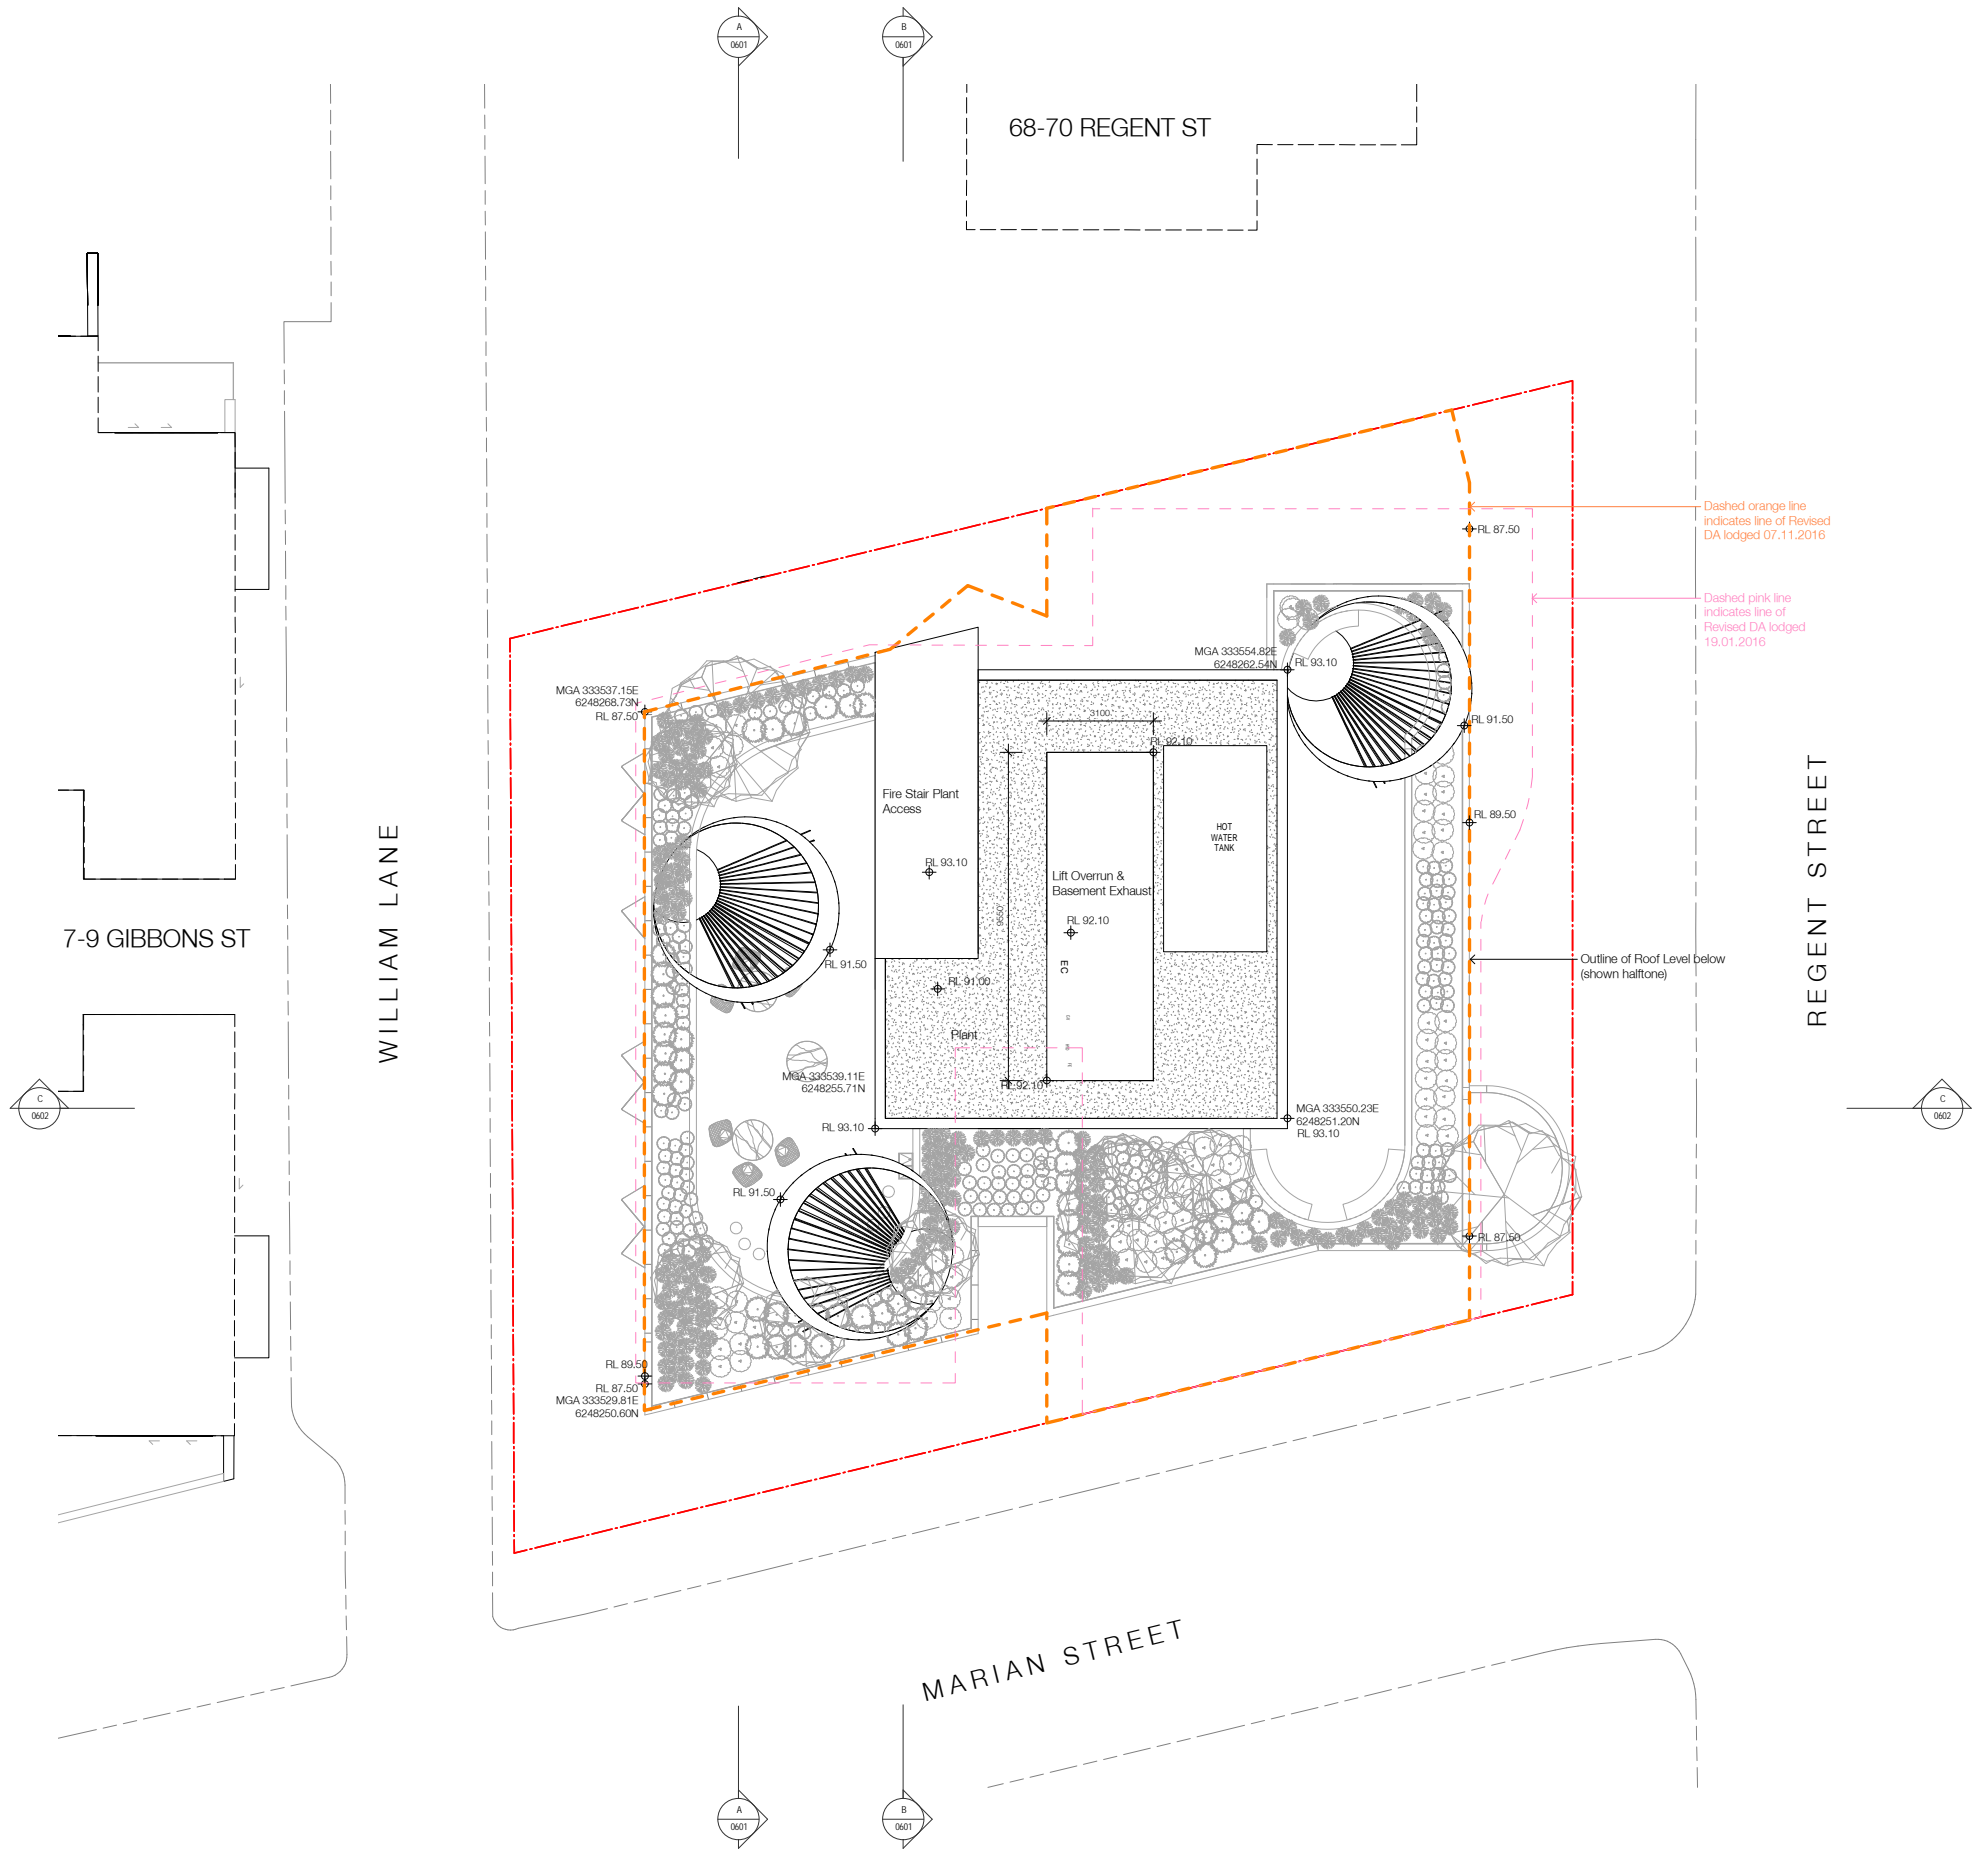 A
0601
B
0601
68-70 REGENT ST
Dashed orange line
indicates line of Revised
DA lodged 07.11.2016
RL 87.50
Dashed pink line
indicates line of
Revised DA lodged
19.01.2016
MGA 333554.82E
6248262.54N
RL 93.10
MGA 333537.15E
6248268.73N
RL 87.50
3100
RL 91.50
RL 92.10
Fire Stair Plant
Access
HOT
WATER
TANK
RL 89.50
WILLIAM LANE
REGENT STREET
RL 93.10
Lift Overrun &
Basement Exhaust
9550
RL 92.10
7-9 GIBBONS ST
RL 91.50
EC
Outline of Roof Level below
(shown halftone)
RL 91.00
Plant
MGA 333539.11E
6248255.71N
RL 92.10
C
0602
C
0602
MGA 333550.23E
6248251.20N
RL 93.10
RL 93.10
RL 91.50
RL 87.50
RL 89.50
RL 87.50
MGA 333529.81E
6248250.60N
MARIAN STREET
A
0601
B
0601